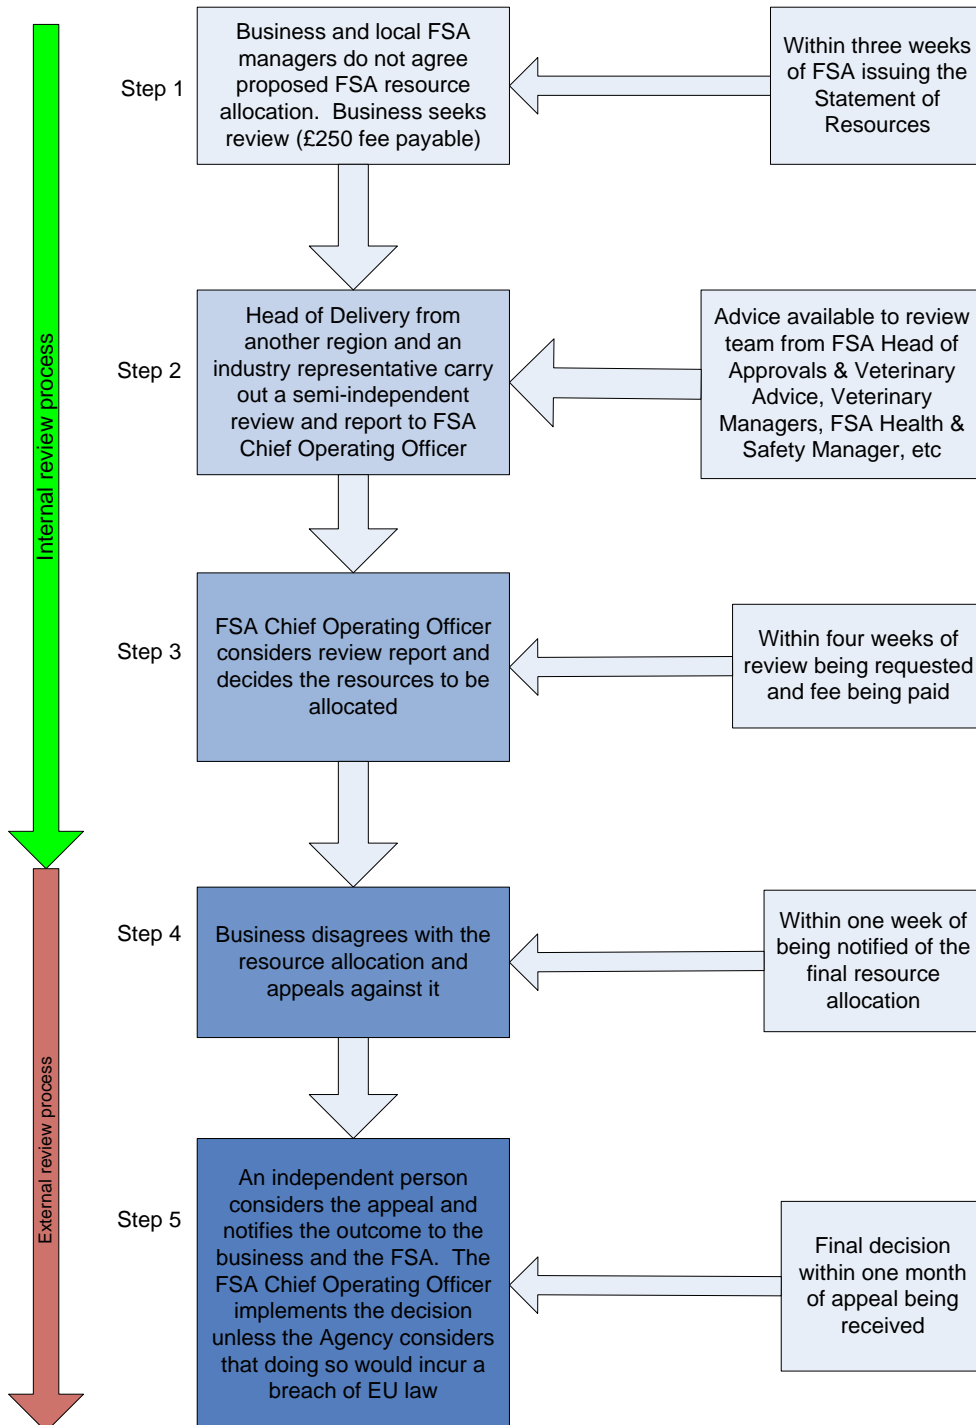 Step 1
Business and local FSA
managers do not agree
proposed FSA resource
allocation.  Business seeks
review (£250 fee payable)
Within three weeks
of FSA issuing the
Statement of
Resources
Internal review process
Step 2
Head of Delivery from
another region and an
industry representative carry
out a semi-independent
review and report to FSA
Chief Operating Officer
Advice available to review
team from FSA Head of
Approvals & Veterinary
Advice, Veterinary
Managers, FSA Health &
Safety Manager, etc
Step 3
FSA Chief Operating Officer
considers review report and
decides the resources to be
allocated
Within four weeks of
review being requested
and fee being paid
Step 4
Business disagrees with the
resource allocation and
appeals against it
Within one week of
being notified of the
final resource
allocation
External review process
Step 5
An independent person
considers the appeal and
notifies the outcome to the
business and the FSA.  The
FSA Chief Operating Officer
implements the decision
unless the Agency considers
that doing so would incur a
breach of EU law
Final decision
within one month
of appeal being
received